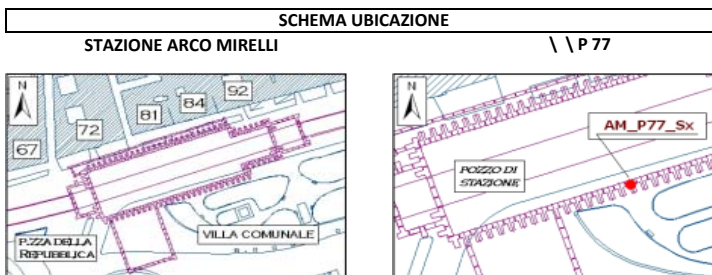 SCHEMA UBICAZIONE
STAZIONE ARCO MIRELLI
\ \ P 77
N
92
84
81
72
67
P.ZZA DELLA
REPUBBLICA
VILLA COMUNALE
N
AM_P77_Sx
POZZO DI
STAZIONE